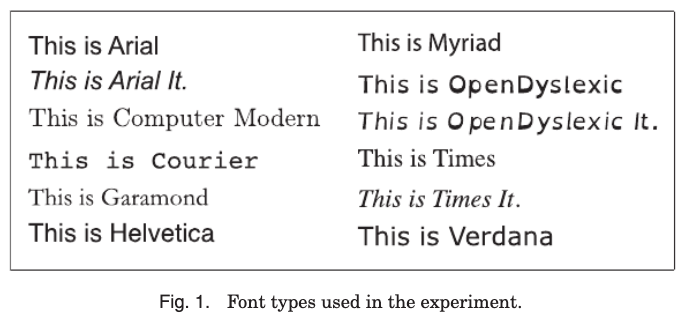 This is Arial
This is Arial It.
This is Computer Modern
This is Courier
This is Garamond
This is Helvetica
This is Myriad
This is OpenDyslexic
This is OpenDyslexic It.
This is Times
This is Times It.
This is Verdana
Fig. 1. Font types used in the experiment.